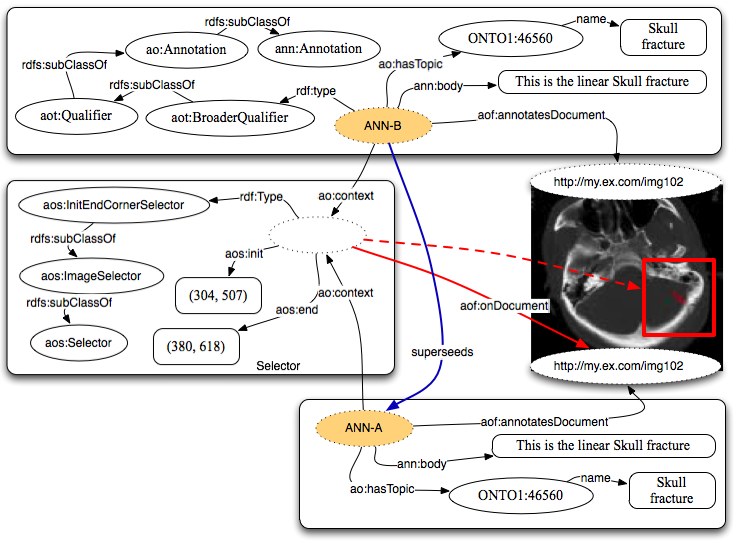 name
Skull
fracture
rdfs:subClassOf
ao:Annotation
ann:Annotation
ONTO1:46560
rdfs:subClassOf
ao:hasTopic
rdfs:subClassOf
This is the linear Skull fracture
rdf:type
ann:body
aot:Qualifier
aot:BroaderQualifier
ANN-B
aof:annotatesDocument
http://my.ex.com/img102
rdf:Type
ao:context
aos:InitEndCornerSelector
rdfs:subClassOf
aos:init
aos:ImageSelector
(304, 507)
ao:context
rdfs:subClassOf
aos:end
aof:onDocument
aos:Selector
(380, 618)
Selector
superseeds
http://my.ex.com/img102
ANN-A
aof:annotatesDocument
This is the linear Skull fracture
ann:body
ao:hasTopic
name
ONTO1:46560
Skull
fracture